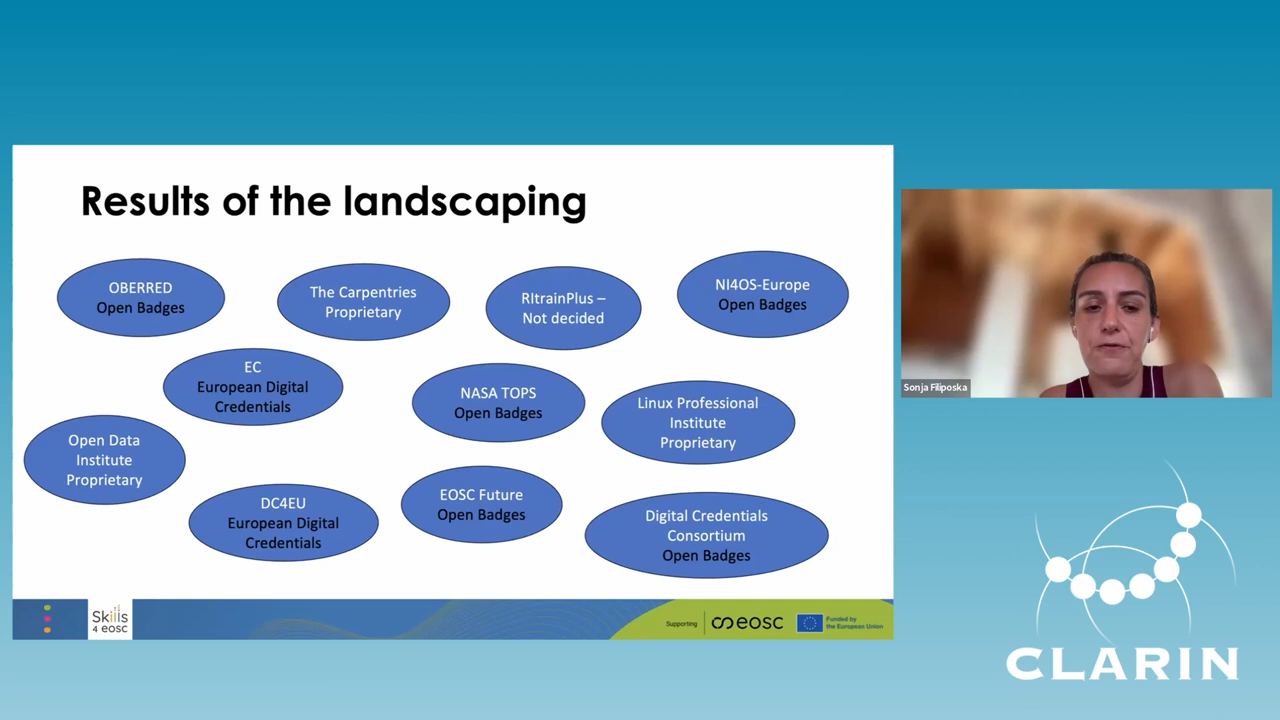 Results of the landscaping
OBERRED
Open Badges
The Carpentries
Proprietary
RItrainPlus –
Not decided
NI4OS-Europe
Open Badges
EC
European Digital
Credentials
NASA TOPS
Open Badges
Linux Professional
Institute
Proprietary
Open Data
Institute
Proprietary
DC4EU
European Digital
Credentials
EOSC Future
Open Badges
Digital Credentials
Consortium
Open Badges
Skills
4 eosc
Supporting
eosc
Funded by
the European Union
Sonja Filiposka
CLARIN